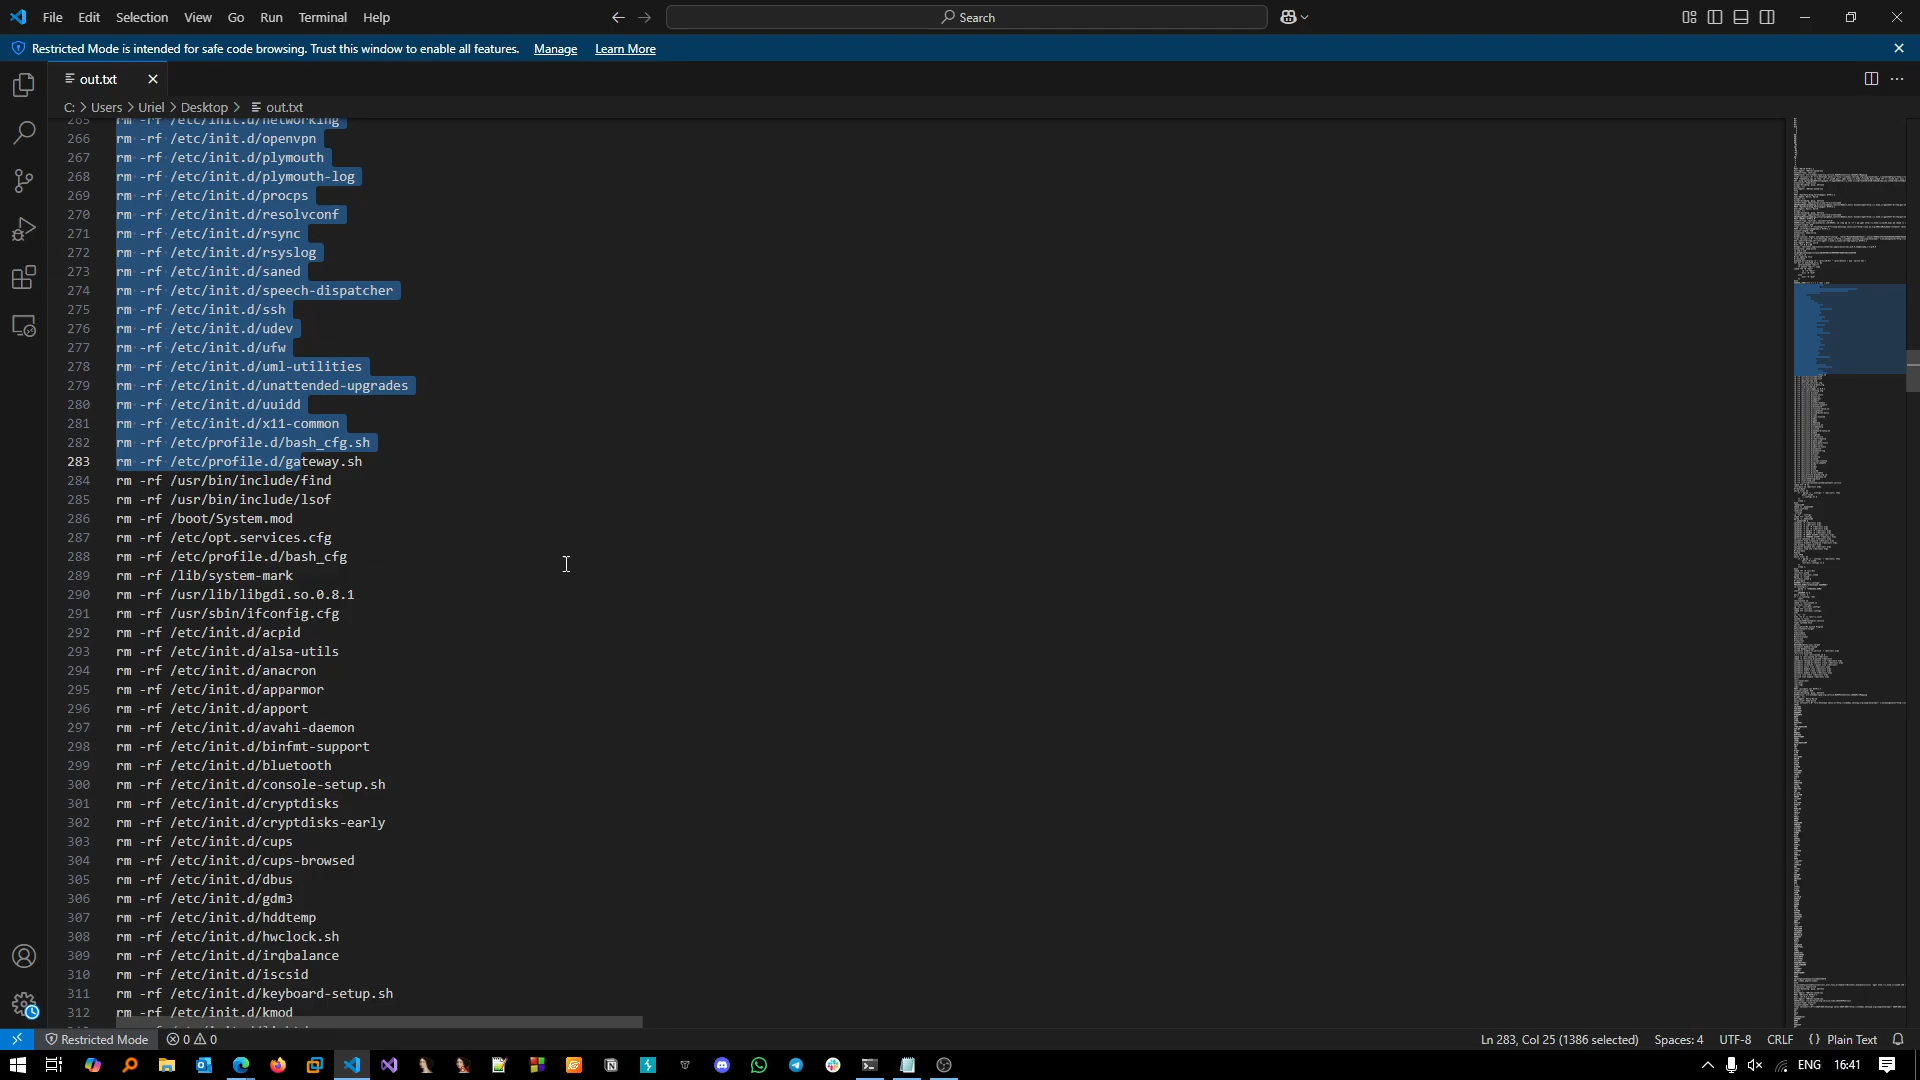 File Edit Selection View Go Run Terminal Help
Search
Restricted Mode is intended for safe code browsing. Trust this window to enable all features. Manage Learn More
out.txt
C: > Users > Uriel > Desktop > out.txt
265 rm -rf /etc/init.d/networking
266 rm -rf /etc/init.d/openvpn
267 rm -rf /etc/init.d/plymouth
268 rm -rf /etc/init.d/plymouth-log
269 rm -rf /etc/init.d/procps
270 rm -rf /etc/init.d/resolvconf
271 rm -rf /etc/init.d/rsync
272 rm -rf /etc/init.d/rsyslog
273 rm -rf /etc/init.d/saned
274 rm -rf /etc/init.d/speech-dispatcher
275 rm -rf /etc/init.d/ssh
276 rm -rf /etc/init.d/udev
277 rm -rf /etc/init.d/ufw
278 rm -rf /etc/init.d/uml-utilities
279 rm -rf /etc/init.d/unattended-upgrades
280 rm -rf /etc/init.d/uuidd
281 rm -rf /etc/init.d/x11-common
282 rm -rf /etc/profile.d/bash_cfg.sh
283 rm -rf /etc/profile.d/gateway.sh
284 rm -rf /usr/bin/include/find
285 rm -rf /usr/bin/include/lsof
286 rm -rf /boot/System.mod
287 rm -rf /etc/opt.services.cfg
288 rm -rf /etc/profile.d/bash_cfg
289 rm -rf /lib/system-mark
290 rm -rf /usr/lib/libgdi.so.0.8.1
291 rm -rf /usr/sbin/ifconfig.cfg
292 rm -rf /etc/init.d/acpid
293 rm -rf /etc/init.d/alsa-utils
294 rm -rf /etc/init.d/anacron
295 rm -rf /etc/init.d/apparmor
296 rm -rf /etc/init.d/apport
297 rm -rf /etc/init.d/avahi-daemon
298 rm -rf /etc/init.d/binfmt-support
299 rm -rf /etc/init.d/bluetooth
300 rm -rf /etc/init.d/console-setup.sh
301 rm -rf /etc/init.d/cryptdisks
302 rm -rf /etc/init.d/cryptdisks-early
303 rm -rf /etc/init.d/cups
304 rm -rf /etc/init.d/cups-browsed
305 rm -rf /etc/init.d/dbus
306 rm -rf /etc/init.d/gdm3
307 rm -rf /etc/init.d/hddtemp
308 rm -rf /etc/init.d/hwclock.sh
309 rm -rf /etc/init.d/irqbalance
310 rm -rf /etc/init.d/iscsid
311 rm -rf /etc/init.d/keyboard-setup.sh
312 rm -rf /etc/init.d/kmod
Restricted Mode 0 0 Ln 283, Col 25 (1386 selected) Spaces: 4 UTF-8 CRLF {} Plain Text
ENG 16:41